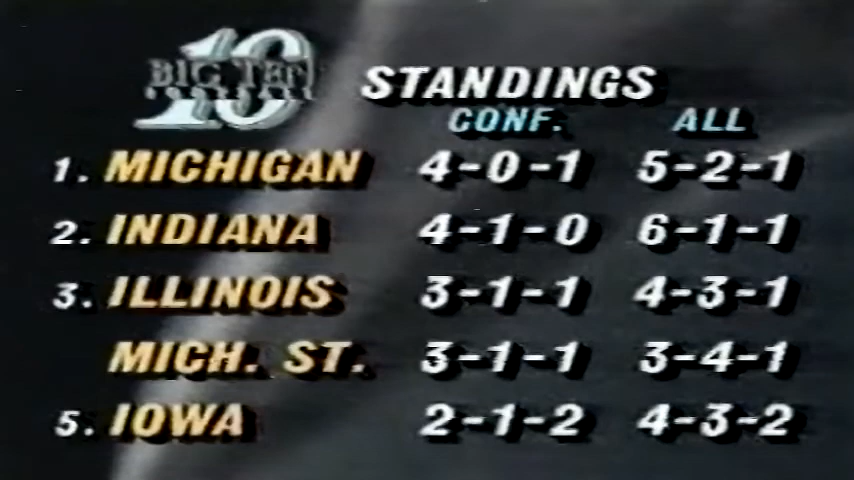 BIG TEN
10
STANDINGS
CONF. ALL
1. MICHIGAN 4-0-1 5-2-1
2. INDIANA 4-1-0 6-1-1
3. ILLINOIS 3-1-1 4-3-1
MICH. ST. 3-1-1 3-4-1
5. IOWA 2-1-2 4-3-2